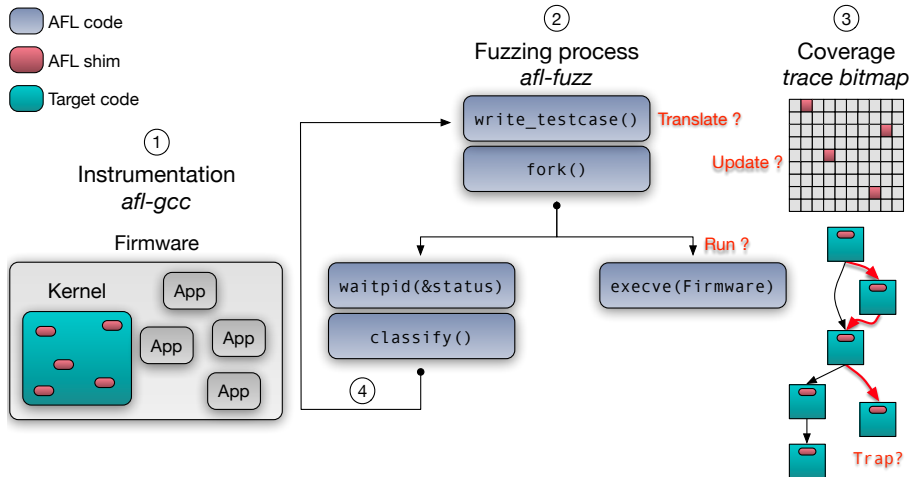 AFL code
AFL shim
Target code
1
Instrumentation
afl-gcc
Firmware
Kernel
App
App
App
App
2
Fuzzing process
afl-fuzz
write_testcase()
Translate ?
fork()
Run ?
waitpid(&status)
execve(Firmware)
classify()
4
3
Coverage
trace bitmap
Update ?
Trap?